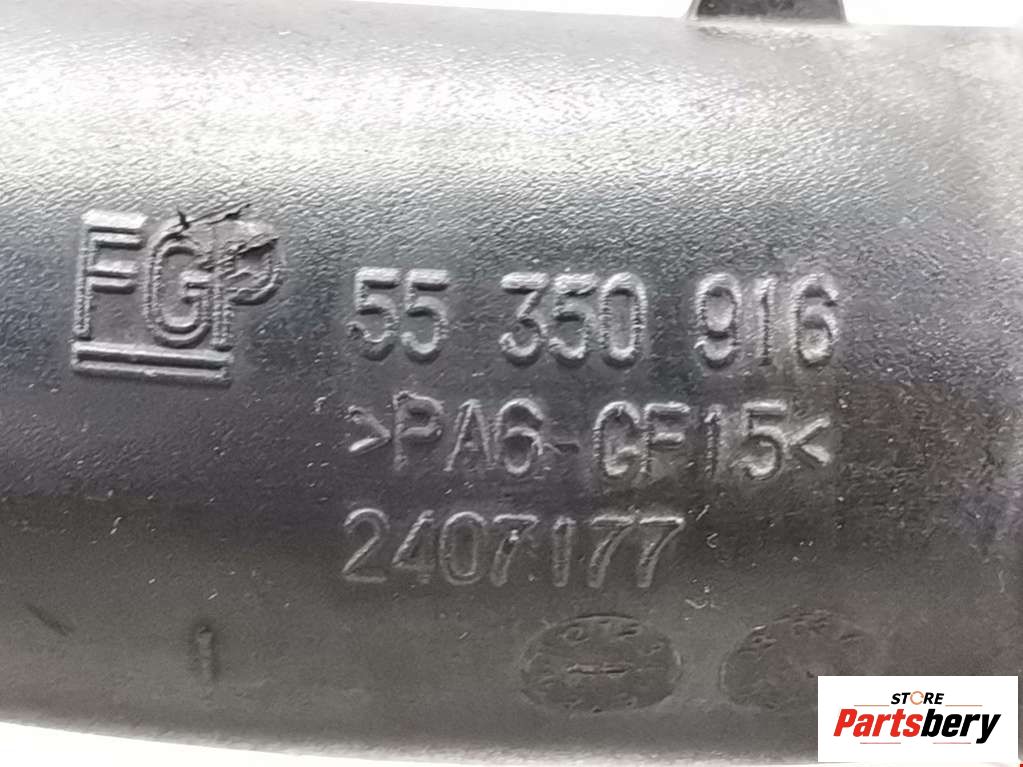 FGP 55 350 916
>PA6-GF15<
2407177
STORE
Partsbery